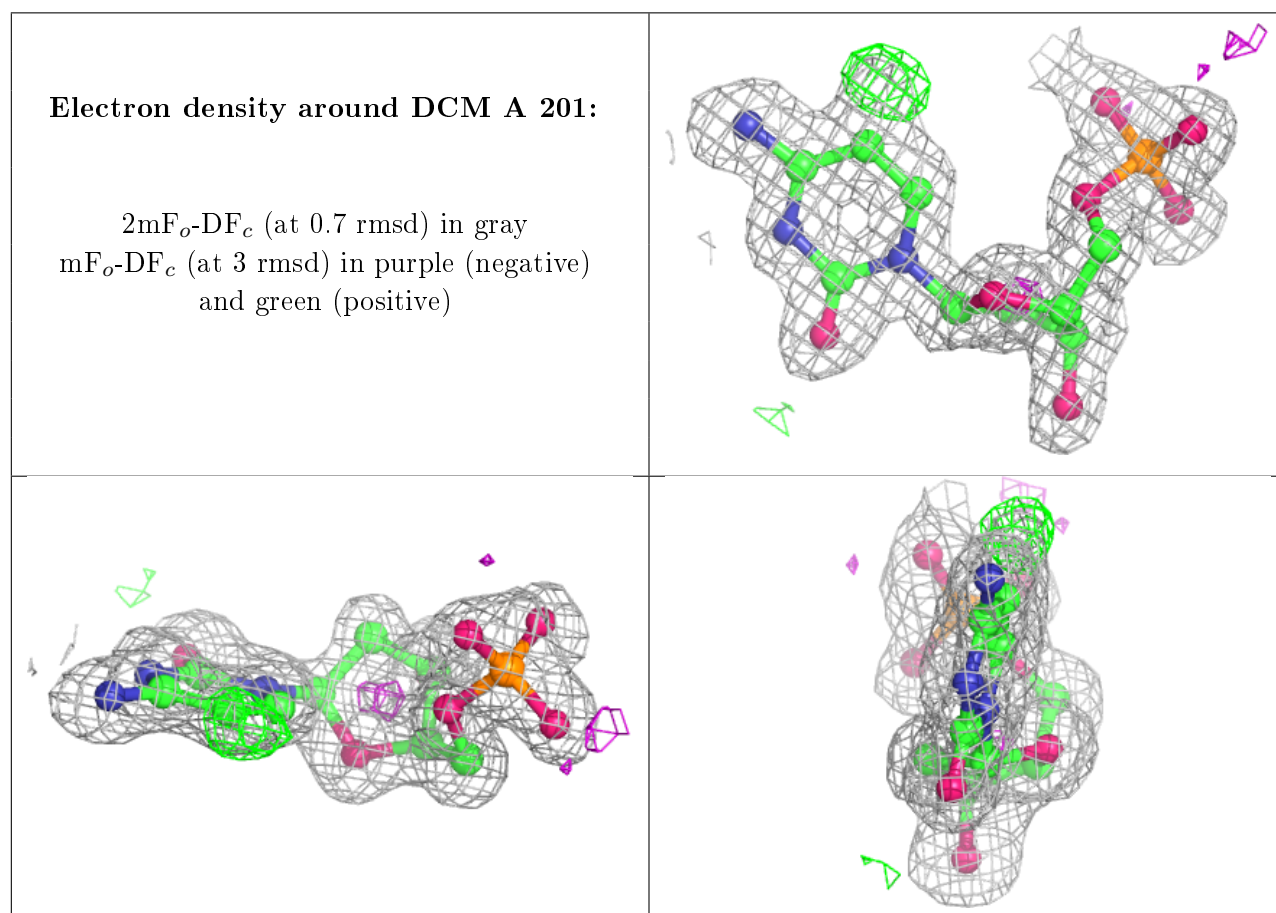 Electron density around DCM A 201:
2mFₒ-DF𝒸 (at 0.7 rmsd) in gray
mFₒ-DF𝒸 (at 3 rmsd) in purple (negative)
and green (positive)